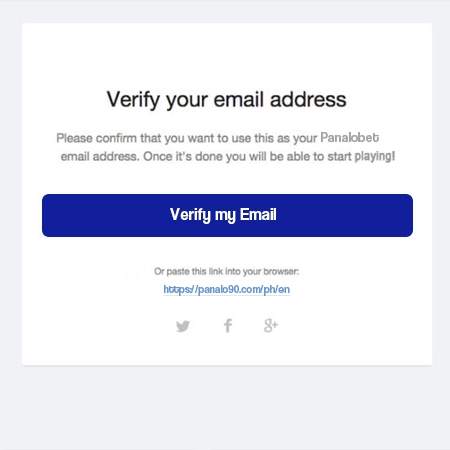 Verify your email address
Please confirm that you want to use this as your Panalobet
email address. Once it's done you will be able to start playing!
Verify my Email
Or paste this link into your browser:
https://panalo90.com/ph/en